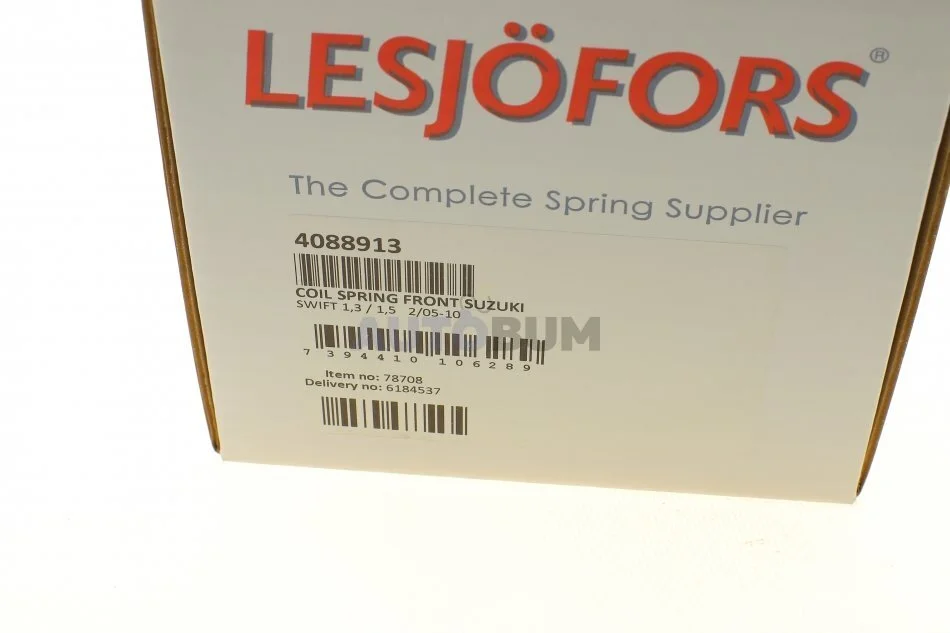 LESJÖFORS®
The Complete Spring Supplier
4088913
COIL SPRING FRONT SUZUKI
SWIFT 1,3 / 1,5 2/05-10
AUTOBUM
7 394410 106289
Item no: 78708
Delivery no: 6184537